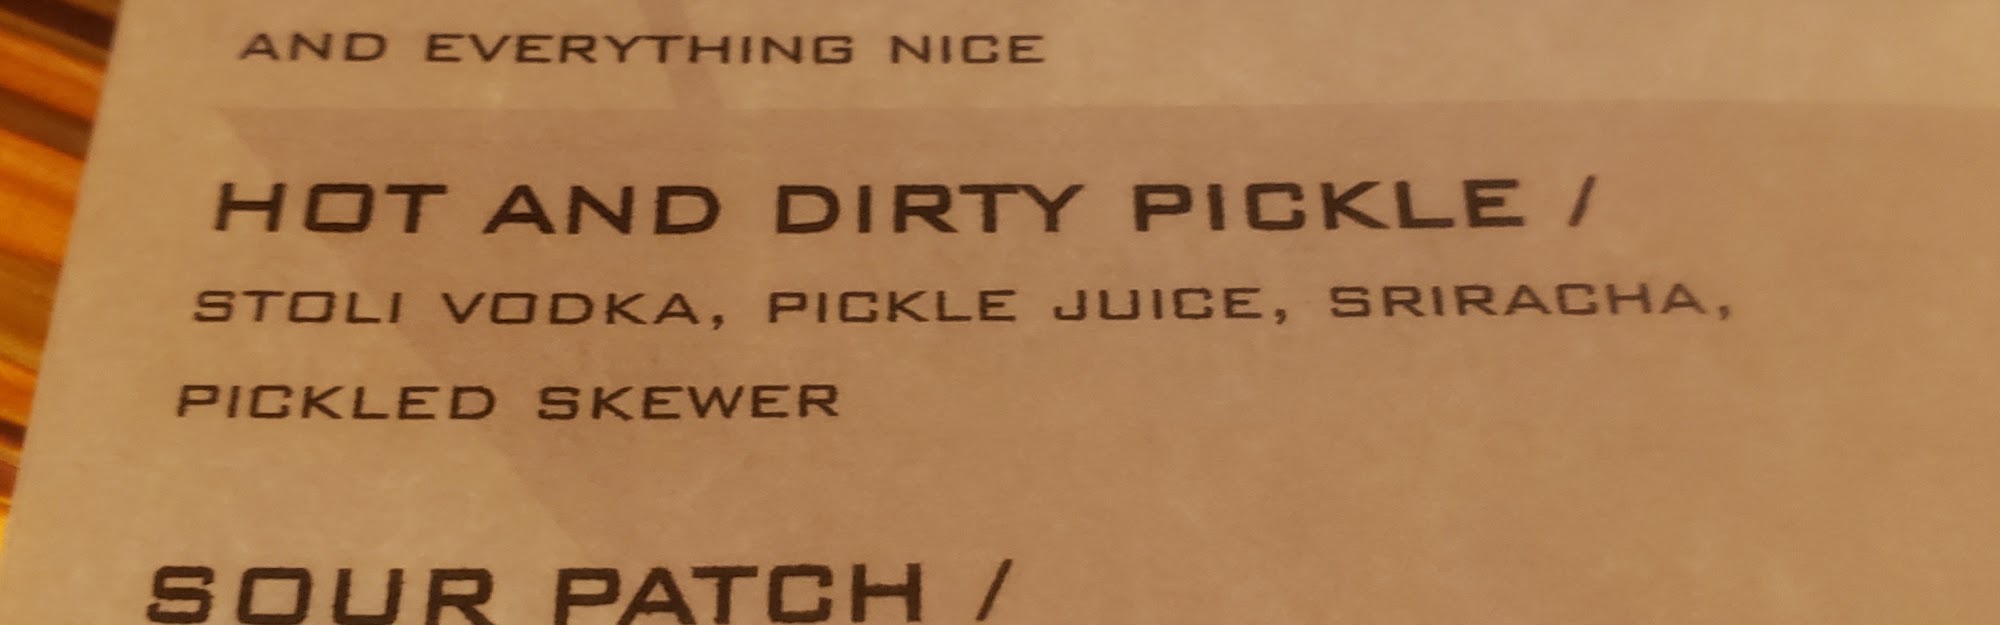 AND EVERYTHING NICE
HOT AND DIRTY PICKLE /
STOLI VODKA, PICKLE JUICE, SRIRACHA,
PICKLED SKEWER
SOUR PATCH /